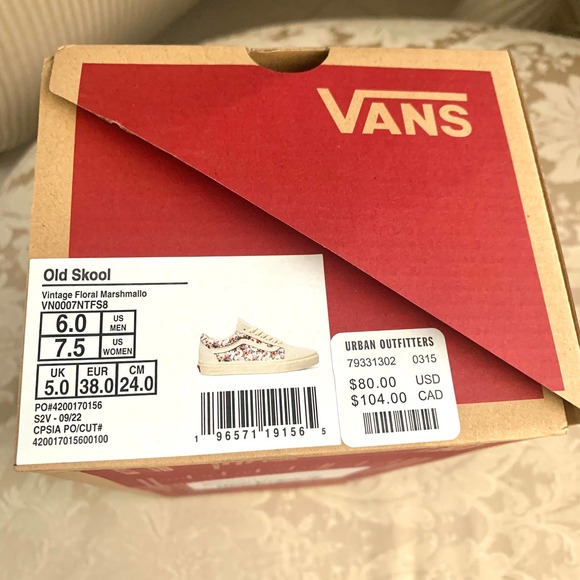 VANS
Old Skool
Vintage Floral Marshmallo
VN0007NTFS8
6.0 US MEN
7.5 US WOMEN
UK EUR CM
5.0 38.0 24.0
PO#4200170156
S2V - 09/22
CPSIA PO/CUT#
420017015600100
1 96571 19156 5
URBAN OUTFITTERS
79331302 0315
$80.00 USD
$104.00 CAD